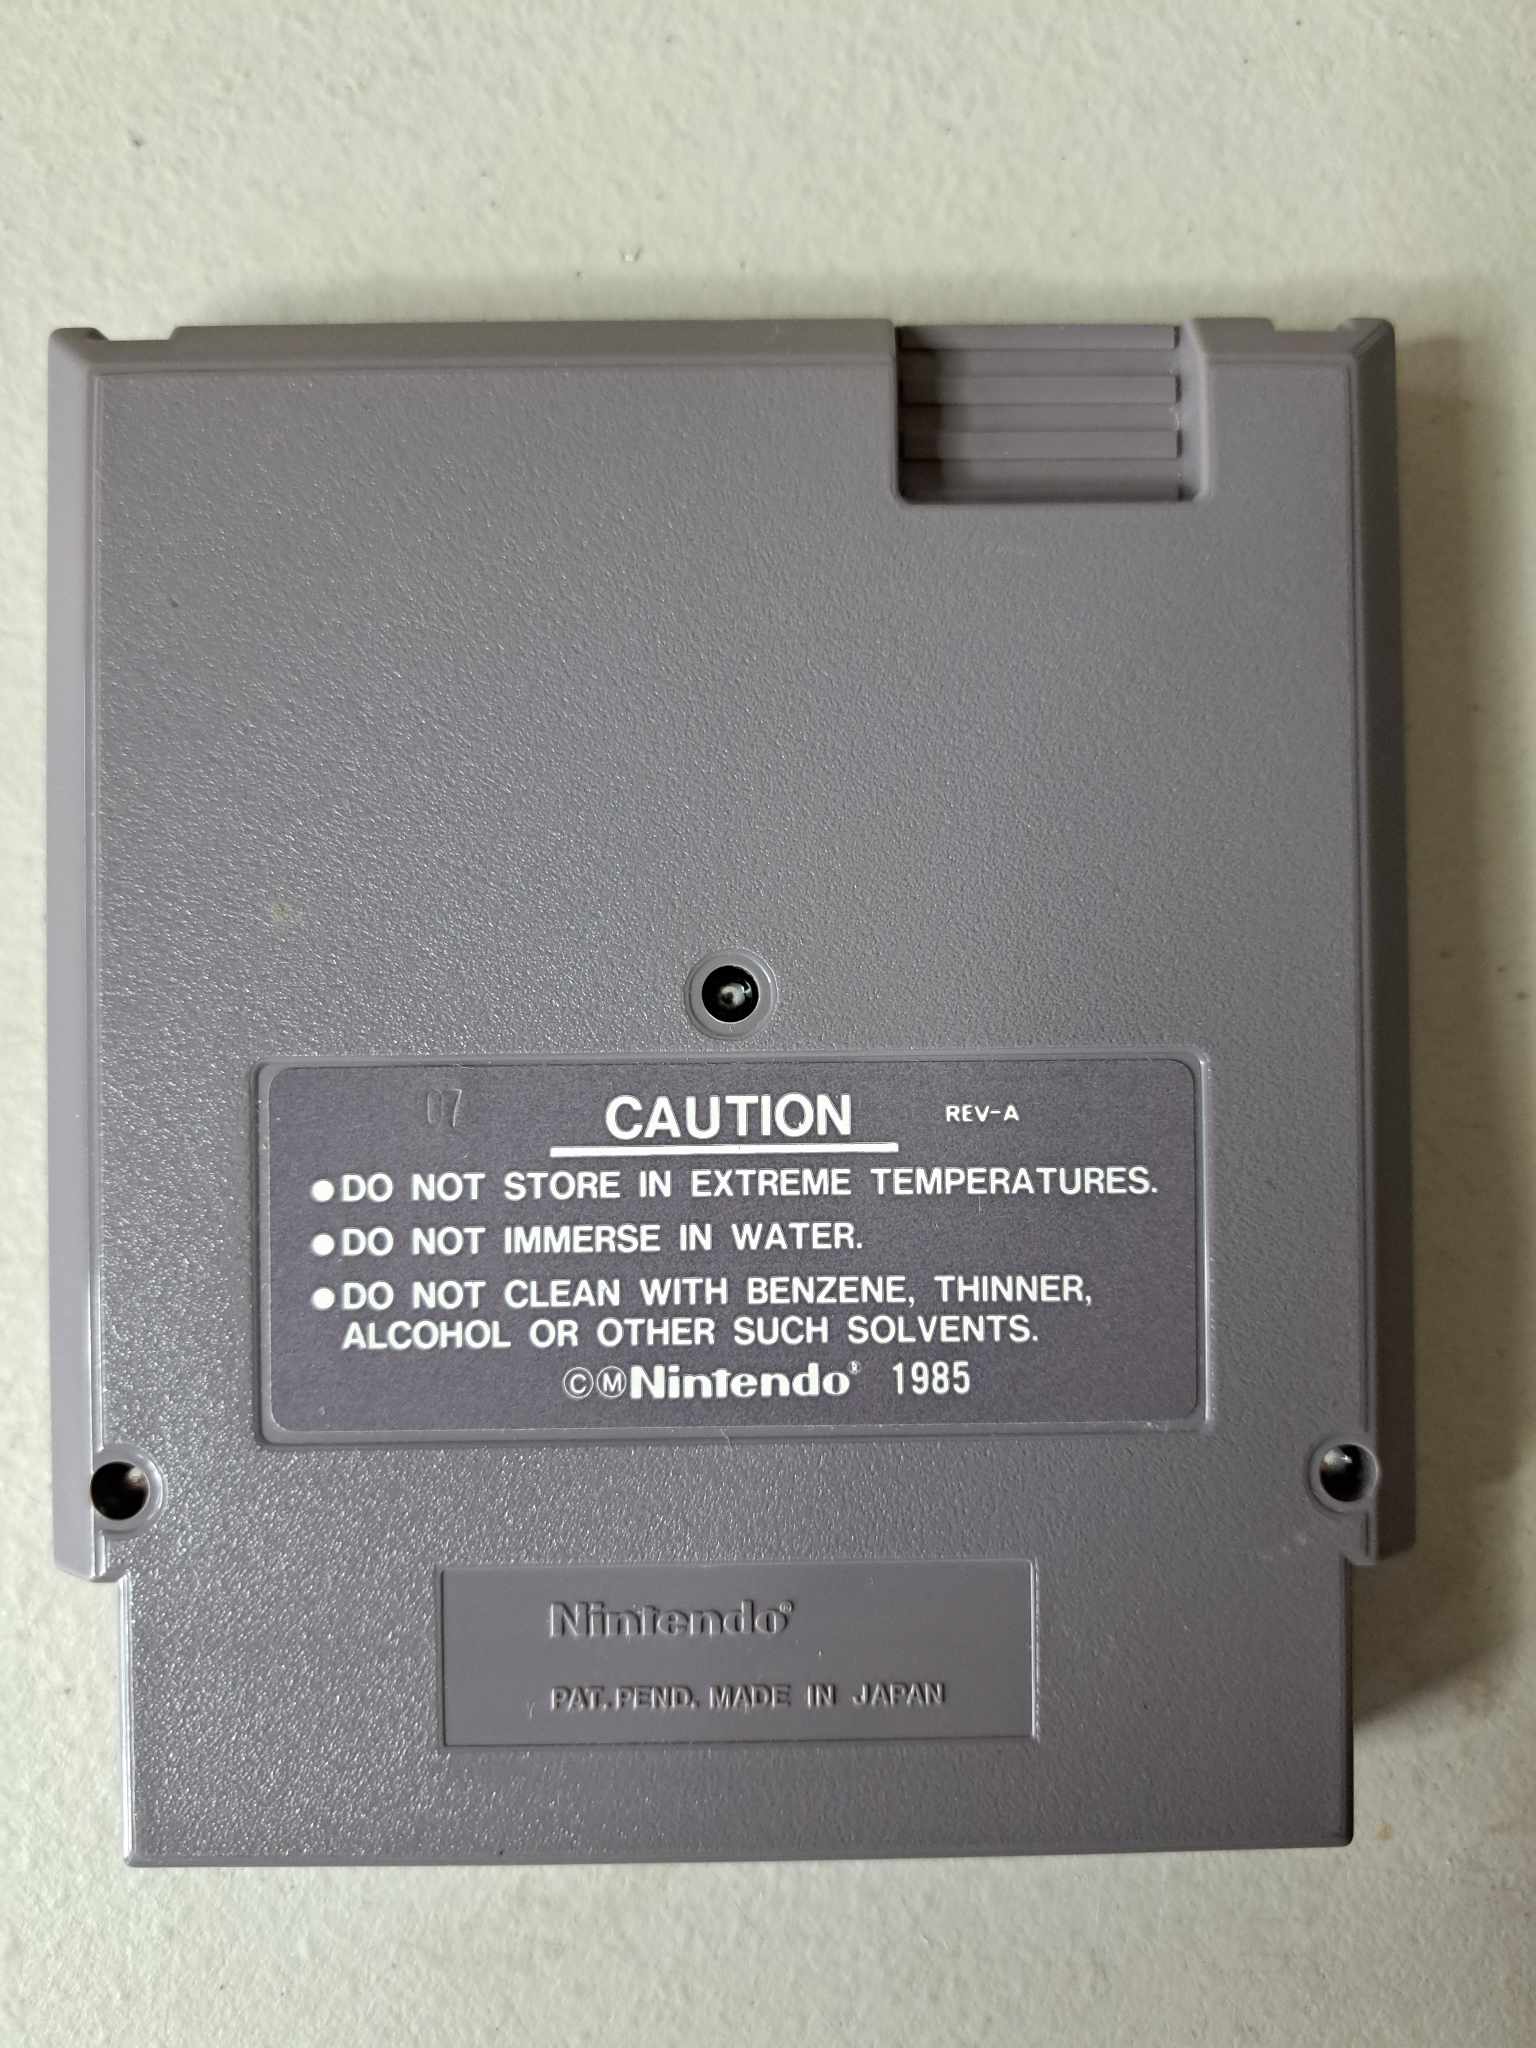 07 CAUTION REV-A
●DO NOT STORE IN EXTREME TEMPERATURES.
●DO NOT IMMERSE IN WATER.
●DO NOT CLEAN WITH BENZENE, THINNER,
ALCOHOL OR OTHER SUCH SOLVENTS.
ⒸⓂNintendo® 1985
Nintendo®
PAT. PEND. MADE IN JAPAN